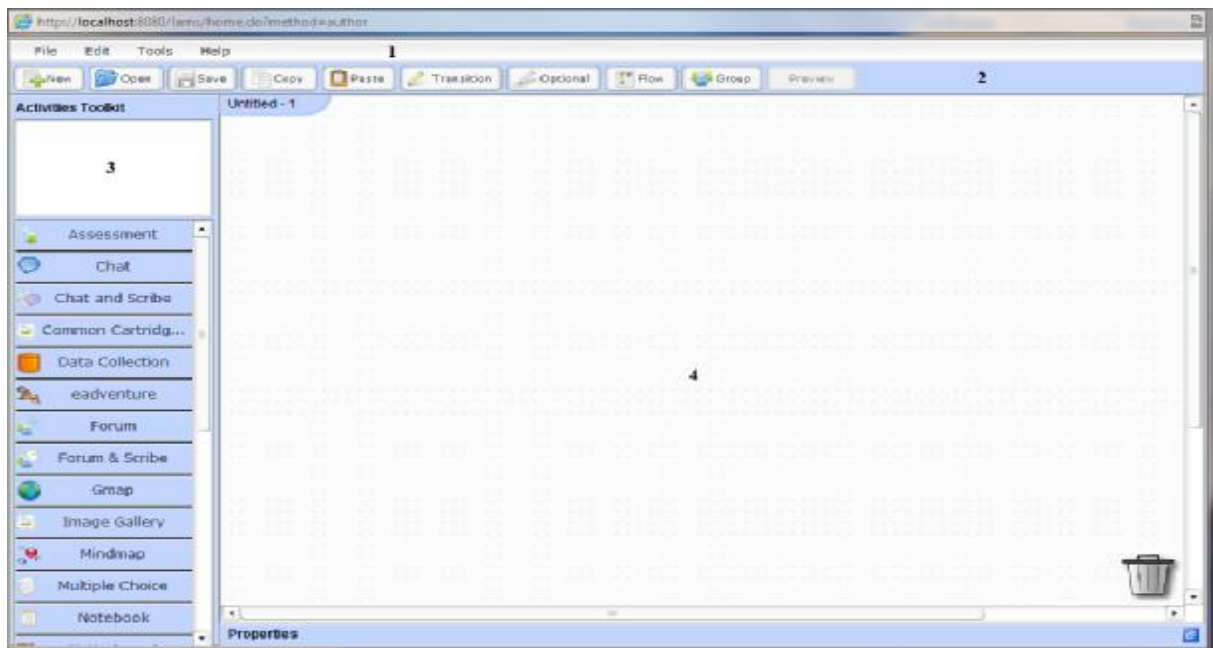 http://localhost:8080/lams/home.do?method=author
File Edit Tools Help 1
New Open Save Copy Paste Transition Optional Flow Group Preview 2
Activities Toolkit
Untitled - 1
3
Assessment
Chat
Chat and Scribe
Common Cartridg...
Data Collection
eadventure
Forum
Forum & Scribe
Gmap
Image Gallery
Mindmap
Multiple Choice
Notebook
4
Properties